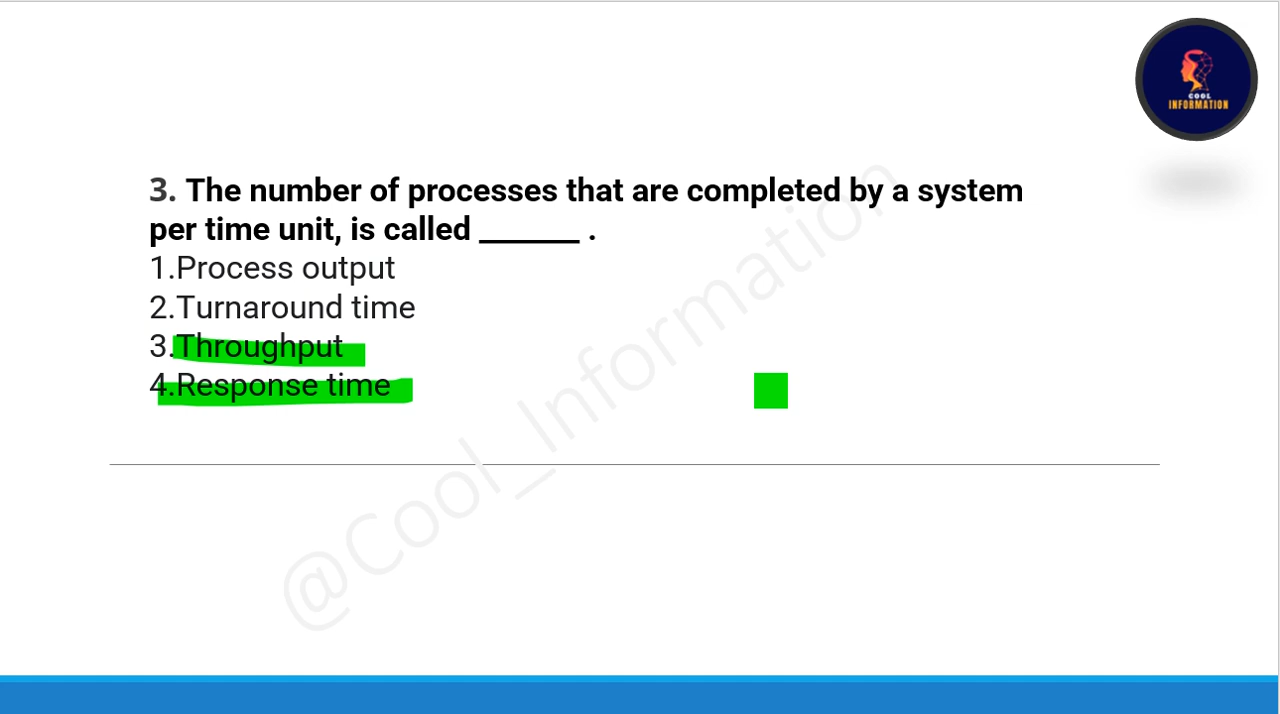 COOL
INFORMATION
3. The number of processes that are completed by a system
per time unit, is called ______ .
1.Process output
2.Turnaround time
3.Throughput
4.Response time
@Cool_Information